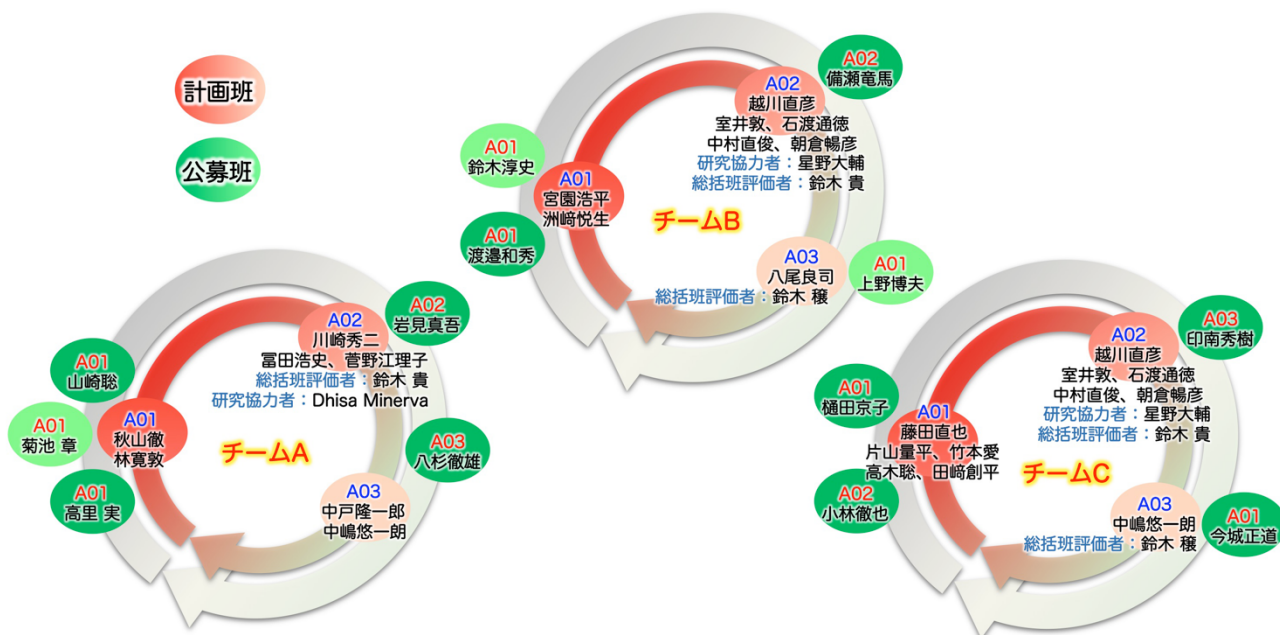 計画班
公募班
A02
備瀬竜馬
A02
越川直彦
室井敦、石渡通徳
中村直俊、朝倉暢彦
研究協力者：星野大輔
総括班評価者：鈴木 貴
A01
鈴木淳史
A01
宮園浩平
洲﨑悦生
チームB
A01
渡邉和秀
A03
八尾良司
総括班評価者：鈴木 穣
A01
上野博夫
A02
岩見真吾
A02
川崎秀二
冨田浩史、菅野江理子
総括班評価者：鈴木 貴
研究協力者：Dhisa Minerva
A01
山崎聡
A01
秋山徹
林寛敦
A01
菊池 章
チームA
A03
八杉徹雄
A01
高里 実
A03
中戸隆一郎
中嶋悠一朗
A03
印南秀樹
A02
越川直彦
室井敦、石渡通徳
中村直俊、朝倉暢彦
研究協力者：星野大輔
総括班評価者：鈴木 貴
A01
樋田京子
A01
藤田直也
片山量平、竹本愛
高木聡、田﨑創平
チームC
A02
小林徹也
A03
中嶋悠一朗
総括班評価者：鈴木 穣
A01
今城正道